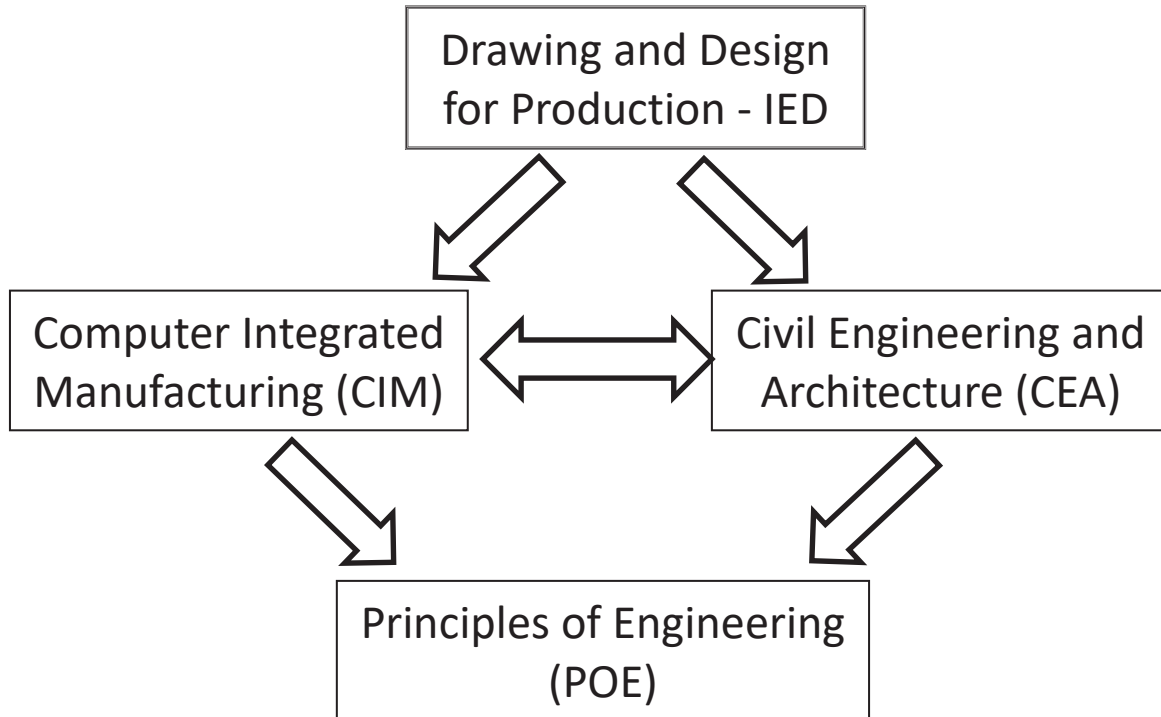 Drawing and Design
for Production - IED
Computer Integrated
Manufacturing (CIM)
Civil Engineering and
Architecture (CEA)
Principles of Engineering
(POE)